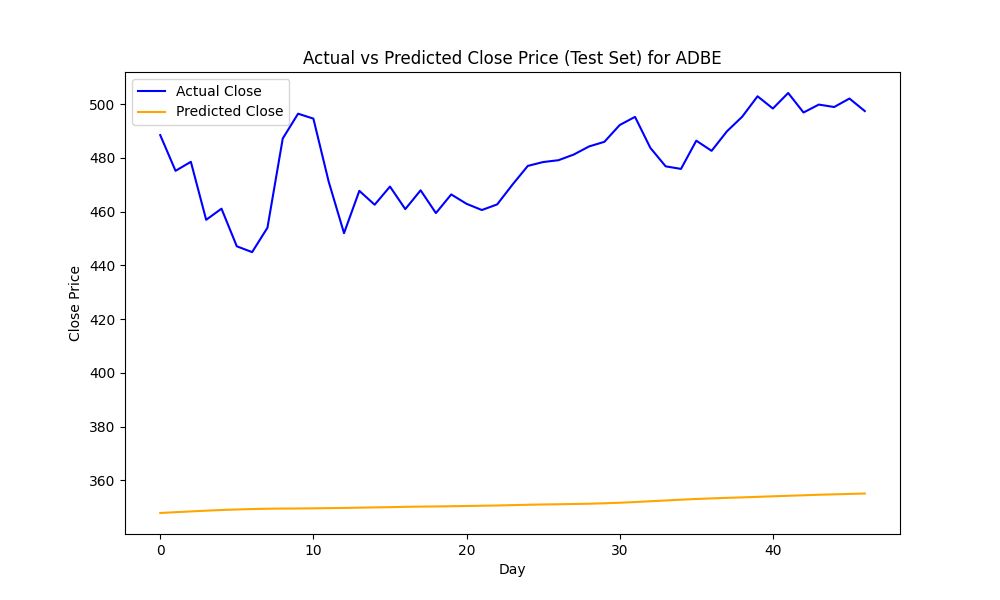 Actual vs Predicted Close Price (Test Set) for ADBE
Actual Close
Predicted Close
500
480
460
440
420
400
380
360
Close Price
0 10 20 30 40
Day